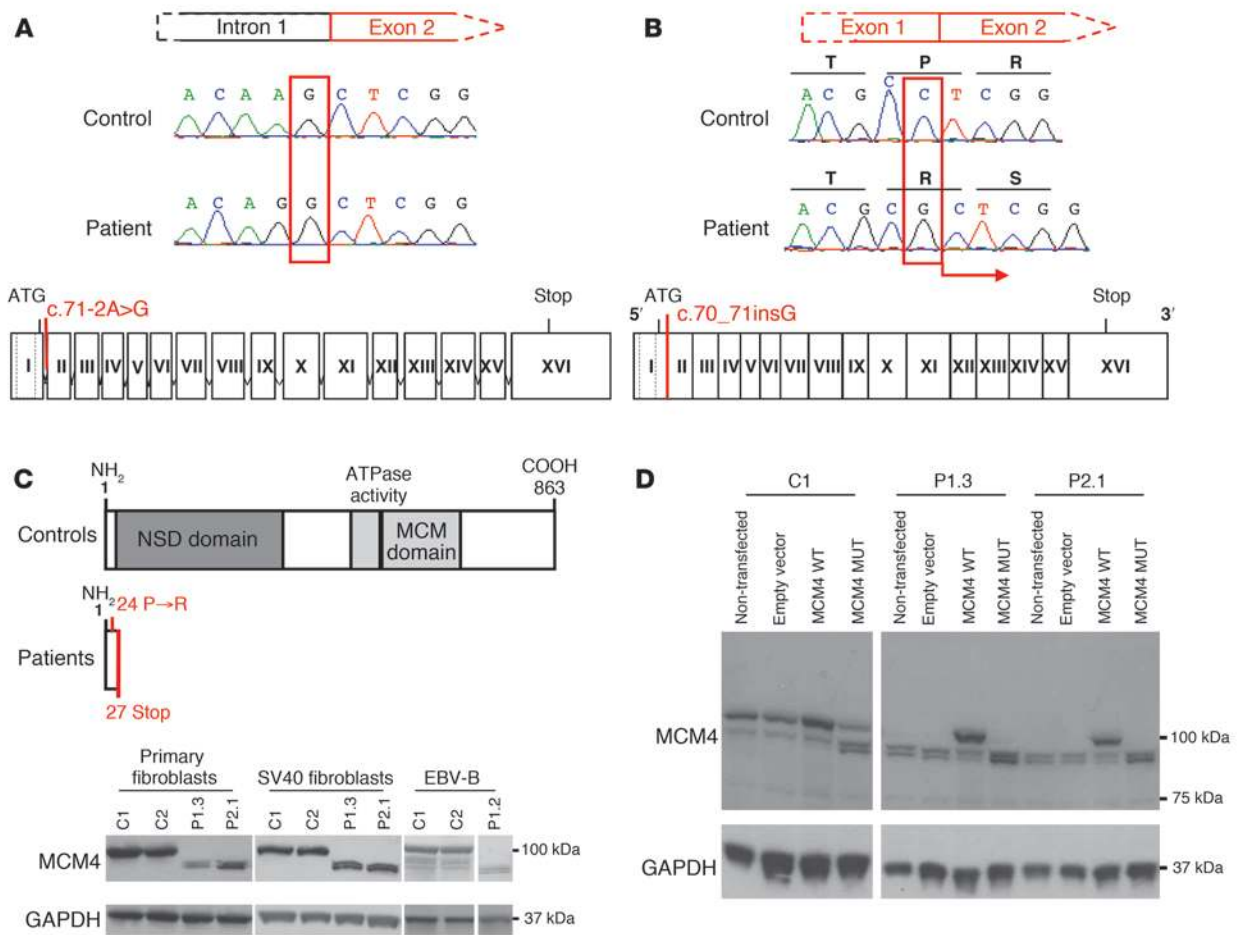 A
Intron 1 Exon 2
A C A A G C T C G G
Control
A C A G G C T C G G
Patient
ATG
c.71-2A>G
Stop
I II III IV V VI VII VIII IX X XI XII XIII XIV XV XVI
B
Exon 1 Exon 2
T P R
A C G C C T C G G
Control
T R S
A C G C G C T C G G
Patient
5′ ATG
c.70_71insG
Stop 3′
I II III IV V VI VII VIII IX X XI XII XIII XIV XV XVI
C
NH2
1
ATPase
activity
COOH
863
Controls
NSD domain
MCM
domain
NH2
1
24 P→R
Patients
27 Stop
Primary
fibroblasts
SV40 fibroblasts
EBV-B
C1 C2 P1.3 P2.1 C1 C2 P1.3 P2.1 C1 C2 P1.2
MCM4
100 kDa
GAPDH
37 kDa
D
C1 P1.3 P2.1
Non-transfected Empty vector MCM4 WT MCM4 MUT Non-transfected Empty vector MCM4 WT MCM4 MUT Non-transfected Empty vector MCM4 WT MCM4 MUT
MCM4
100 kDa
75 kDa
GAPDH
37 kDa